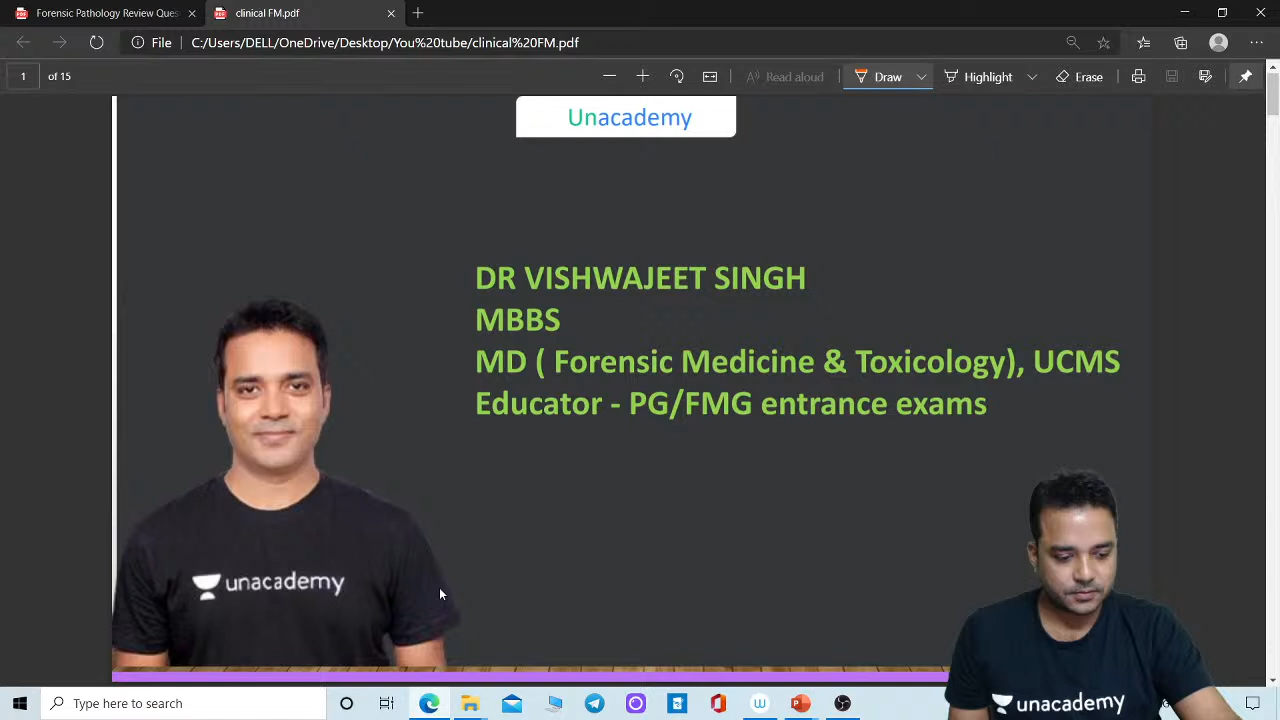 Forensic Pathology Review Ques
clinical FM.pdf
File
C:/Users/DELL/OneDrive/Desktop/You%20tube/clinical%20FM.pdf
1 of 15
Read aloud
Draw
Highlight
Erase
Unacademy
DR VISHWAJEET SINGH
MBBS
MD ( Forensic Medicine & Toxicology), UCMS
Educator - PG/FMG entrance exams
unacademy
unacademy
Type here to search